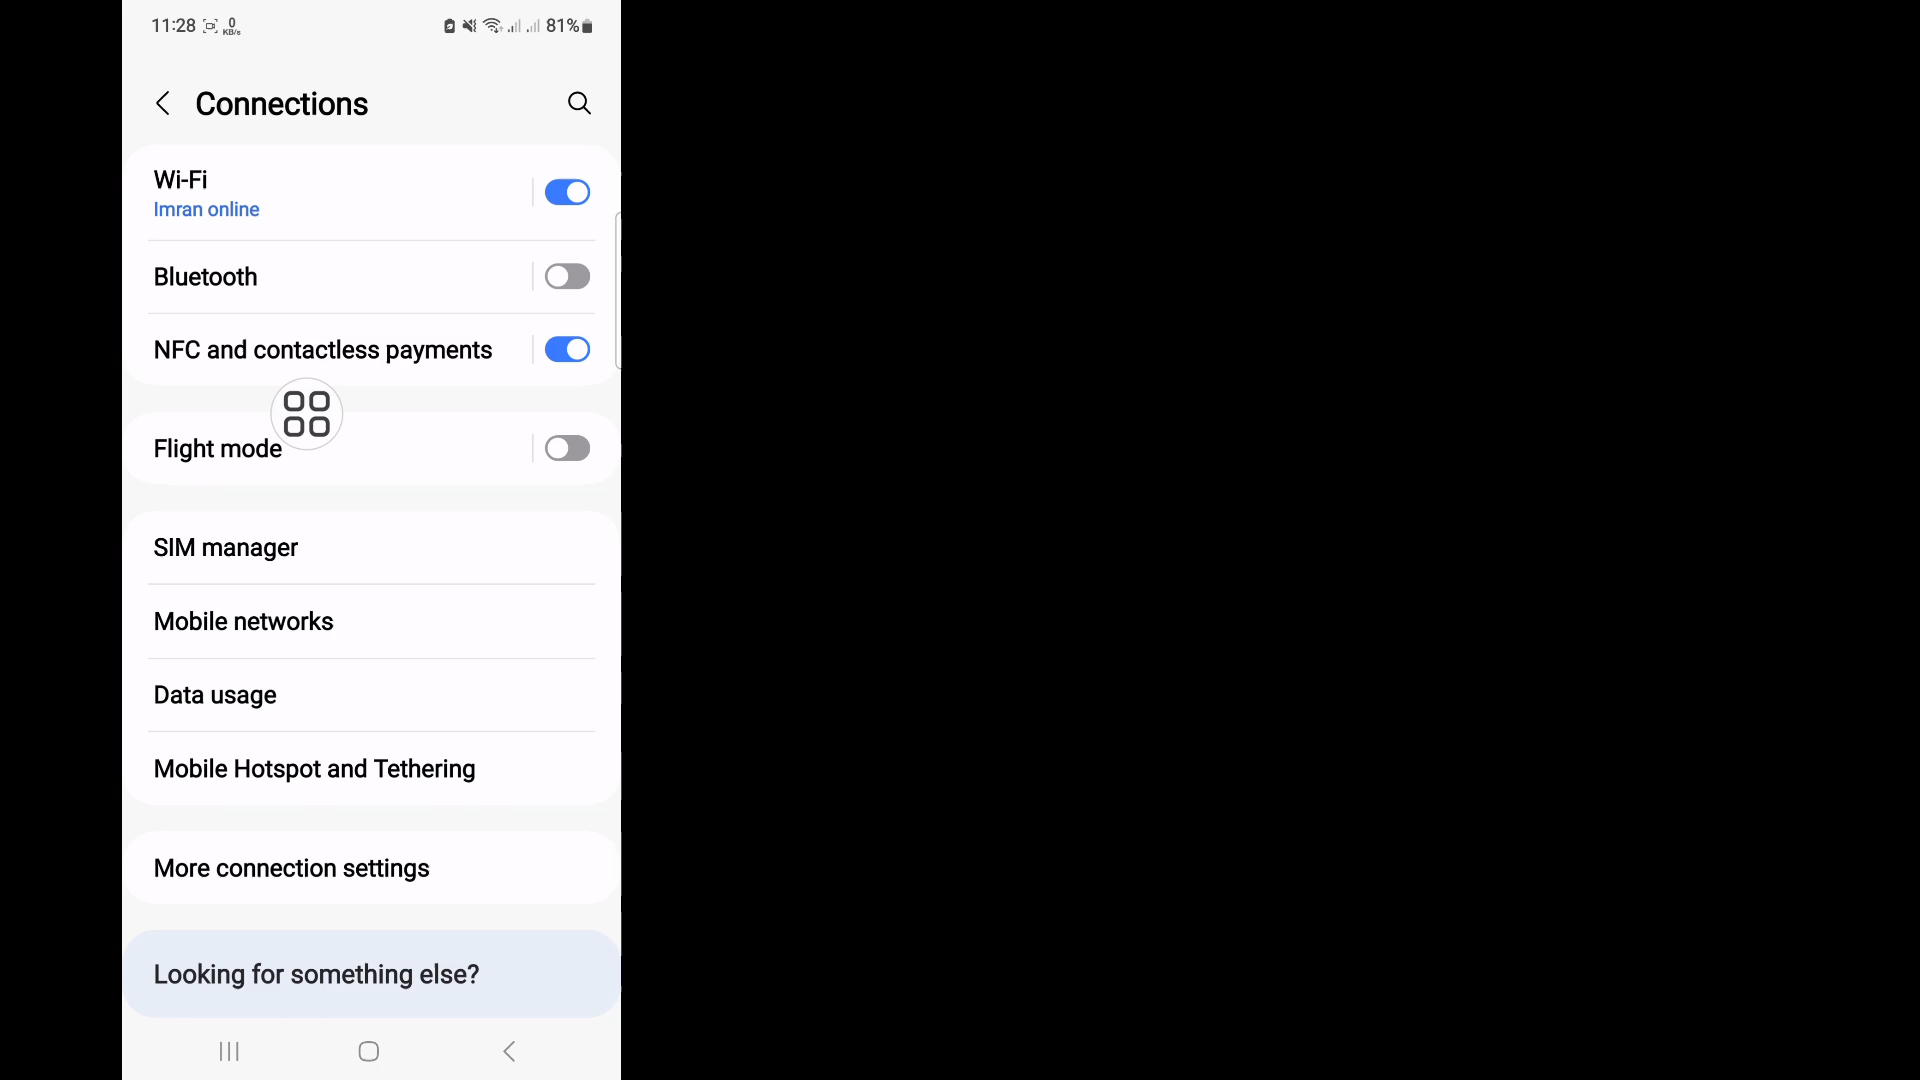 11:28 0 KB/s 81%
Connections
Wi-Fi
Imran online
Bluetooth
NFC and contactless payments
Flight mode
SIM manager
Mobile networks
Data usage
Mobile Hotspot and Tethering
More connection settings
Looking for something else?